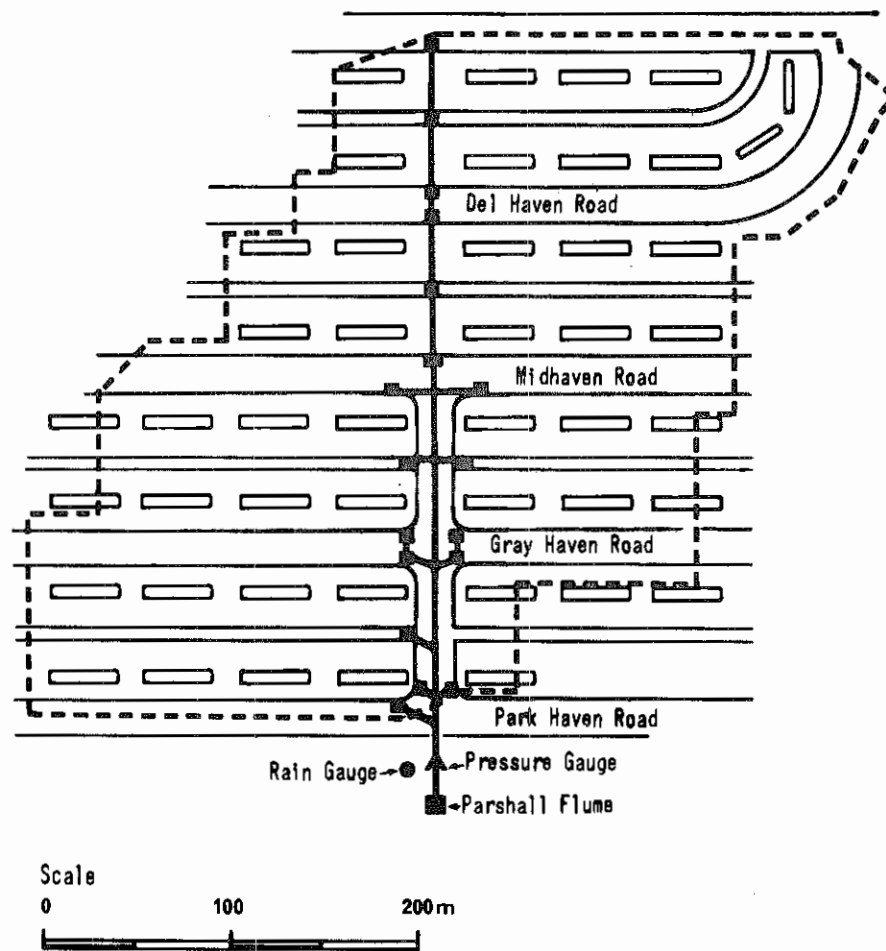 Del Haven Road
Midhaven Road
Gray Haven Road
Park Haven Road
Rain Gauge
Pressure Gauge
Parshall Flume
Scale
0 100 200m